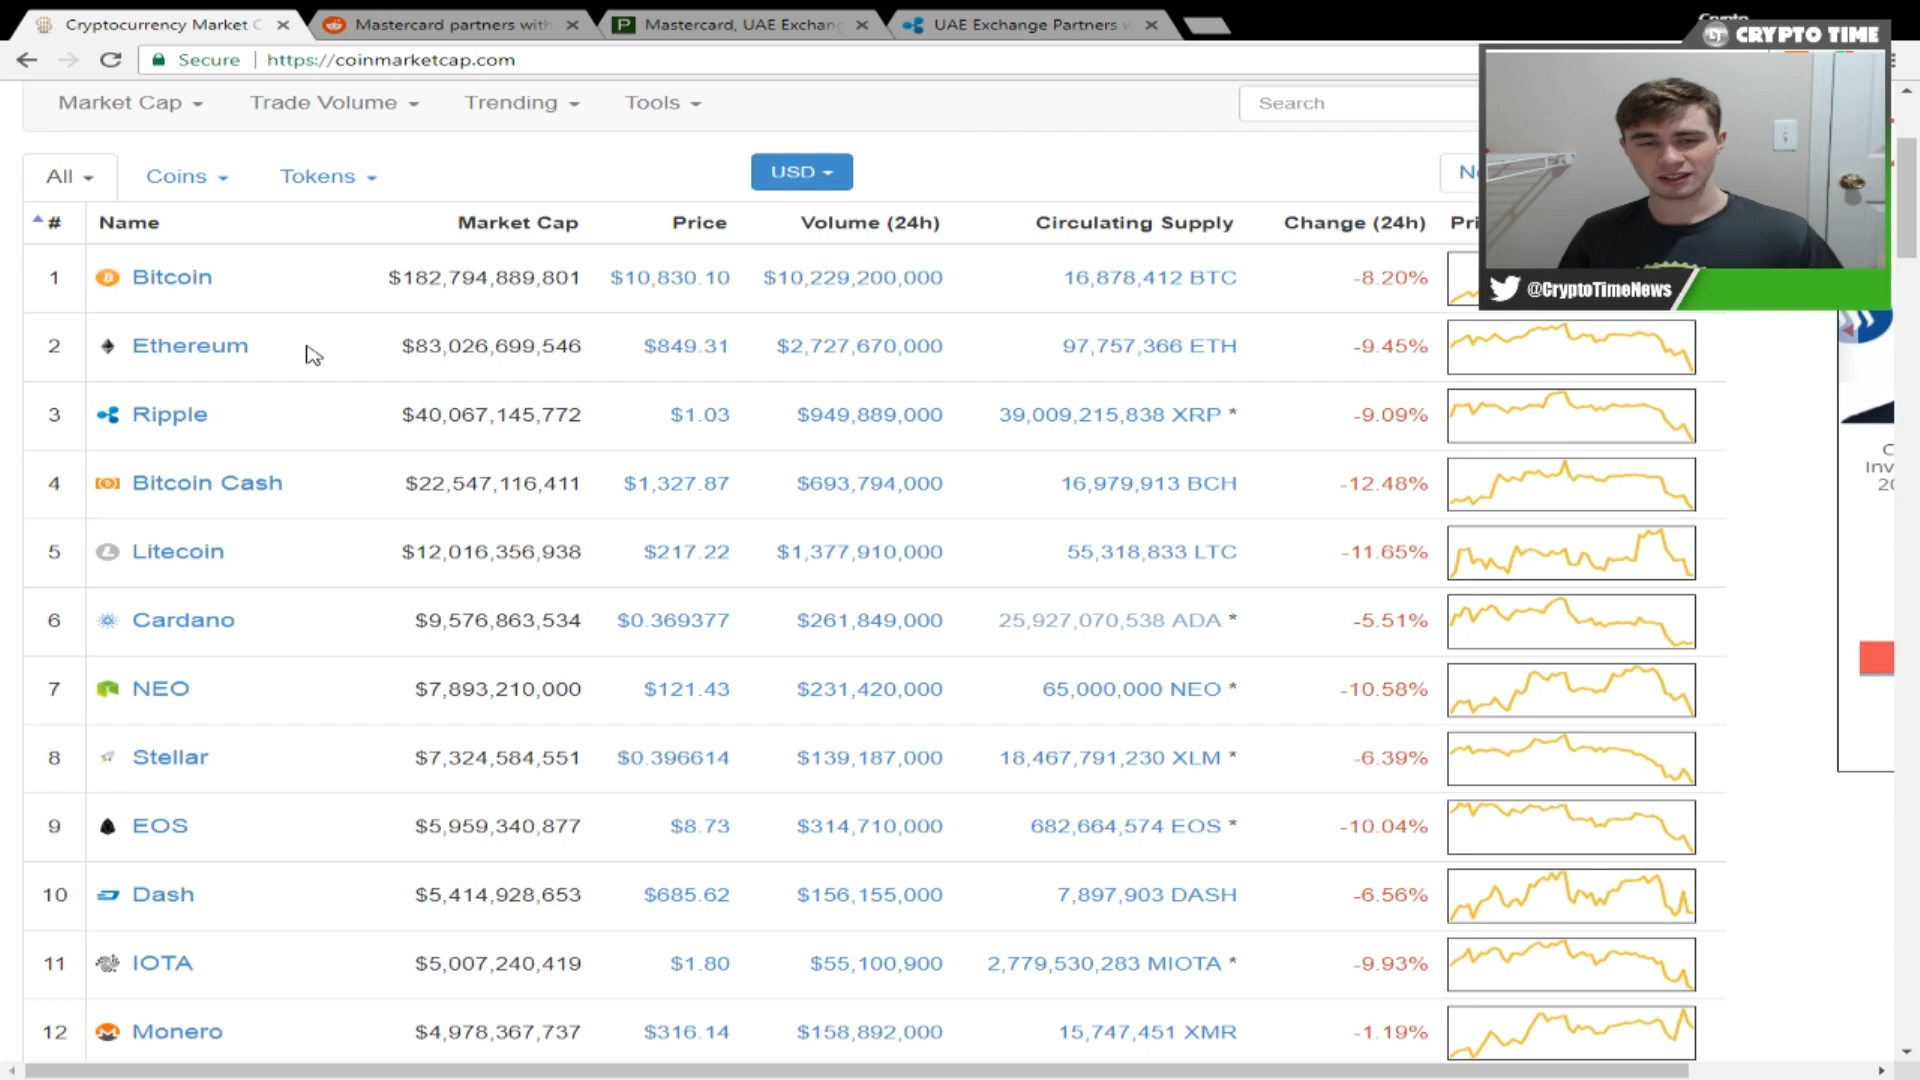 Cryptocurrency Market C
Mastercard partners with
Mastercard, UAE Exchan
UAE Exchange Partners w
Crypto
CRYPTO TIME
Secure https://coinmarketcap.com
Market Cap Trade Volume Trending Tools Search
All Coins Tokens USD
# Name Market Cap Price Volume (24h) Circulating Supply Change (24h) Pri
1 Bitcoin $182,794,889,801 $10,830.10 $10,229,200,000 16,878,412 BTC -8.20%
@CryptoTimeNews
2 Ethereum $83,026,699,546 $849.31 $2,727,670,000 97,757,366 ETH -9.45%
3 Ripple $40,067,145,772 $1.03 $949,889,000 39,009,215,838 XRP * -9.09%
4 Bitcoin Cash $22,547,116,411 $1,327.87 $693,794,000 16,979,913 BCH -12.48%
5 Litecoin $12,016,356,938 $217.22 $1,377,910,000 55,318,833 LTC -11.65%
6 Cardano $9,576,863,534 $0.369377 $261,849,000 25,927,070,538 ADA * -5.51%
7 NEO $7,893,210,000 $121.43 $231,420,000 65,000,000 NEO * -10.58%
8 Stellar $7,324,584,551 $0.396614 $139,187,000 18,467,791,230 XLM * -6.39%
9 EOS $5,959,340,877 $8.73 $314,710,000 682,664,574 EOS * -10.04%
10 Dash $5,414,928,653 $685.62 $156,155,000 7,897,903 DASH -6.56%
11 IOTA $5,007,240,419 $1.80 $55,100,900 2,779,530,283 MIOTA * -9.93%
12 Monero $4,978,367,737 $316.14 $158,892,000 15,747,451 XMR -1.19%